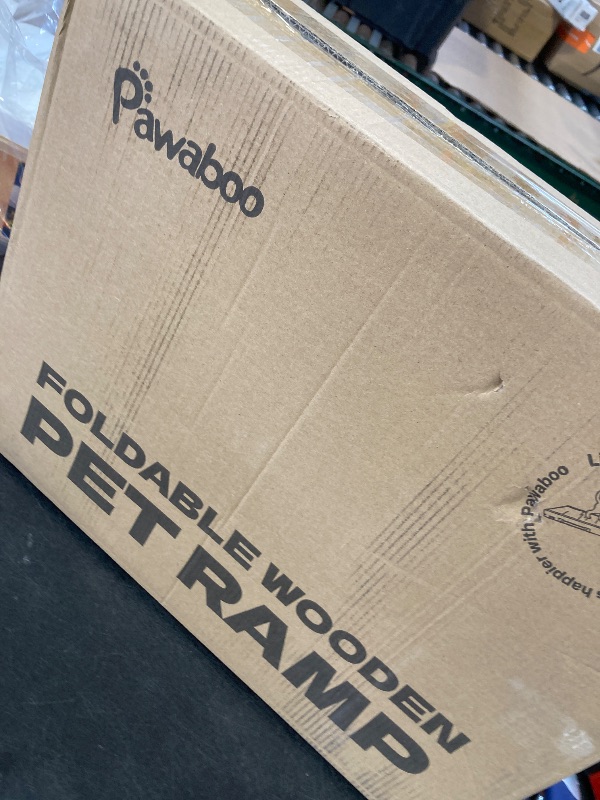 Pawaboo
FOLDABLE WOODEN
PET RAMP
happier with Pawaboo